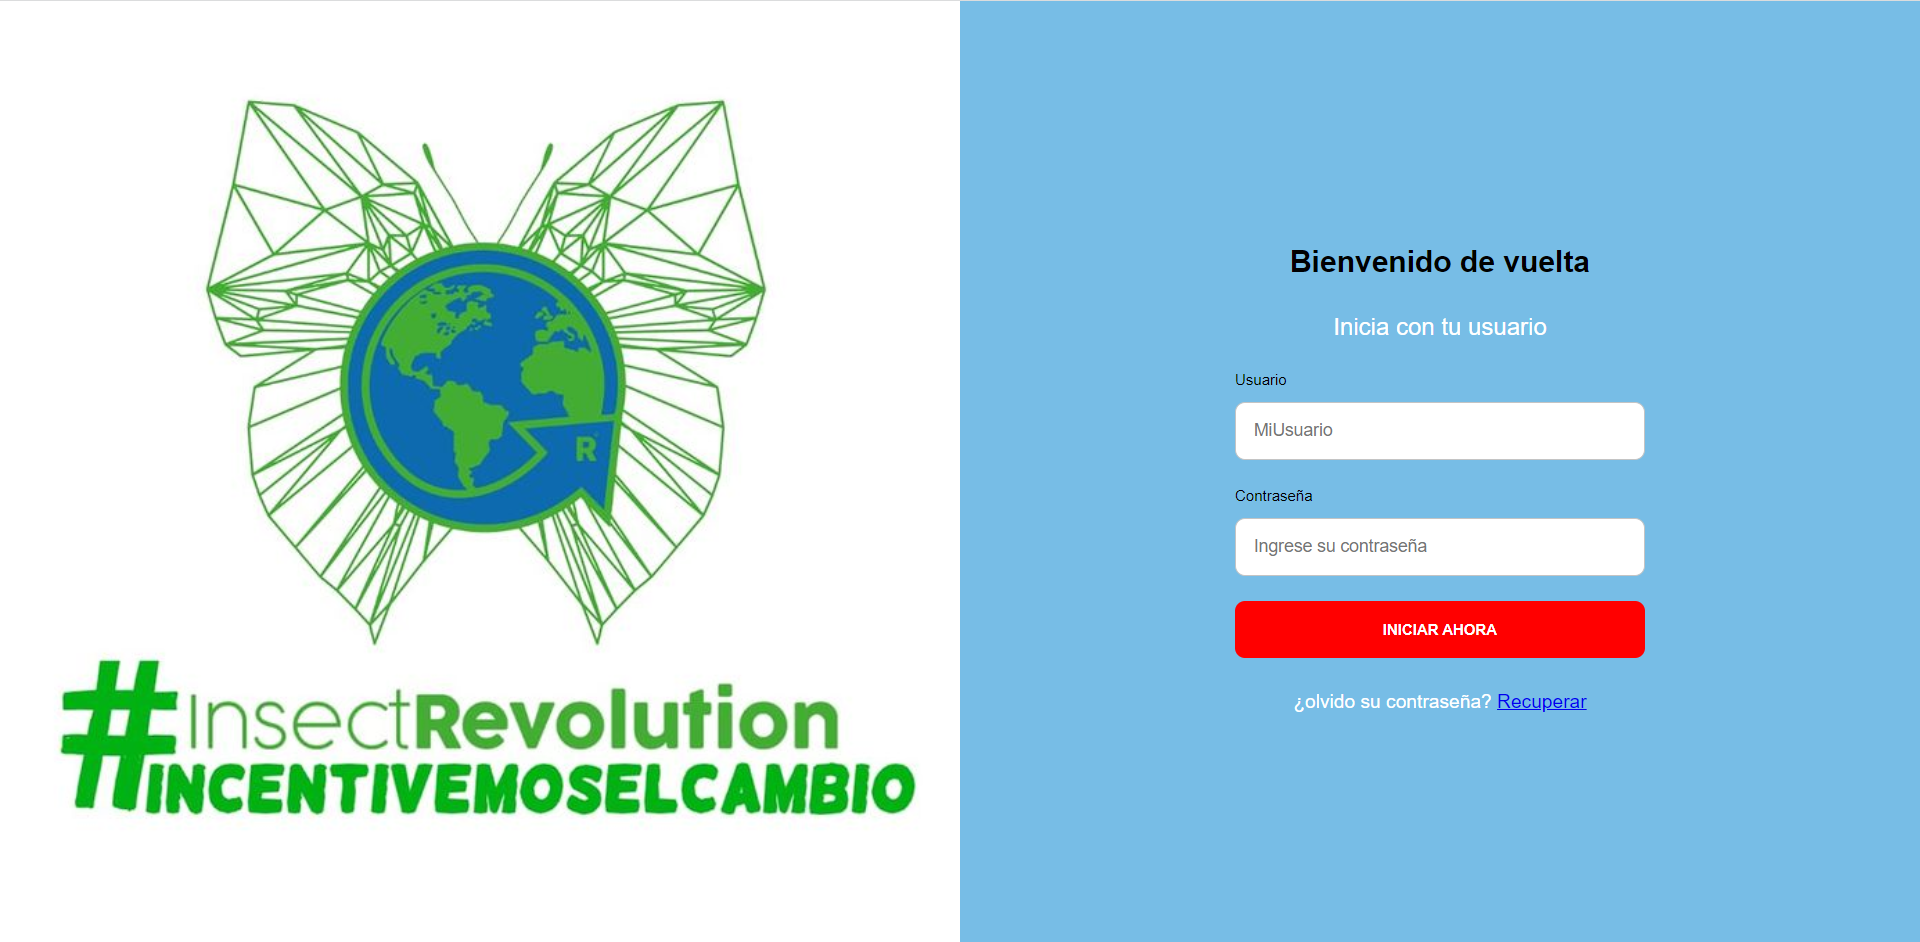 R
#InsectRevolution
INCENTIVEMOSELCAMBIO
Bienvenido de vuelta
Inicia con tu usuario
Usuario
MiUsuario
Contraseña
Ingrese su contraseña
INICIAR AHORA
¿olvido su contraseña? Recuperar